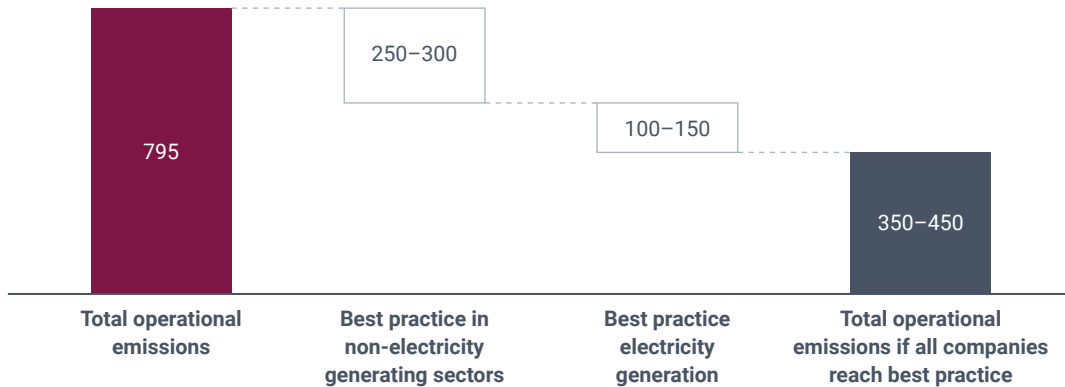 250–300
100–150
795
350–450
Total operational
emissions
Best practice in
non-electricity
generating sectors
Best practice
electricity
generation
Total operational
emissions if all companies
reach best practice